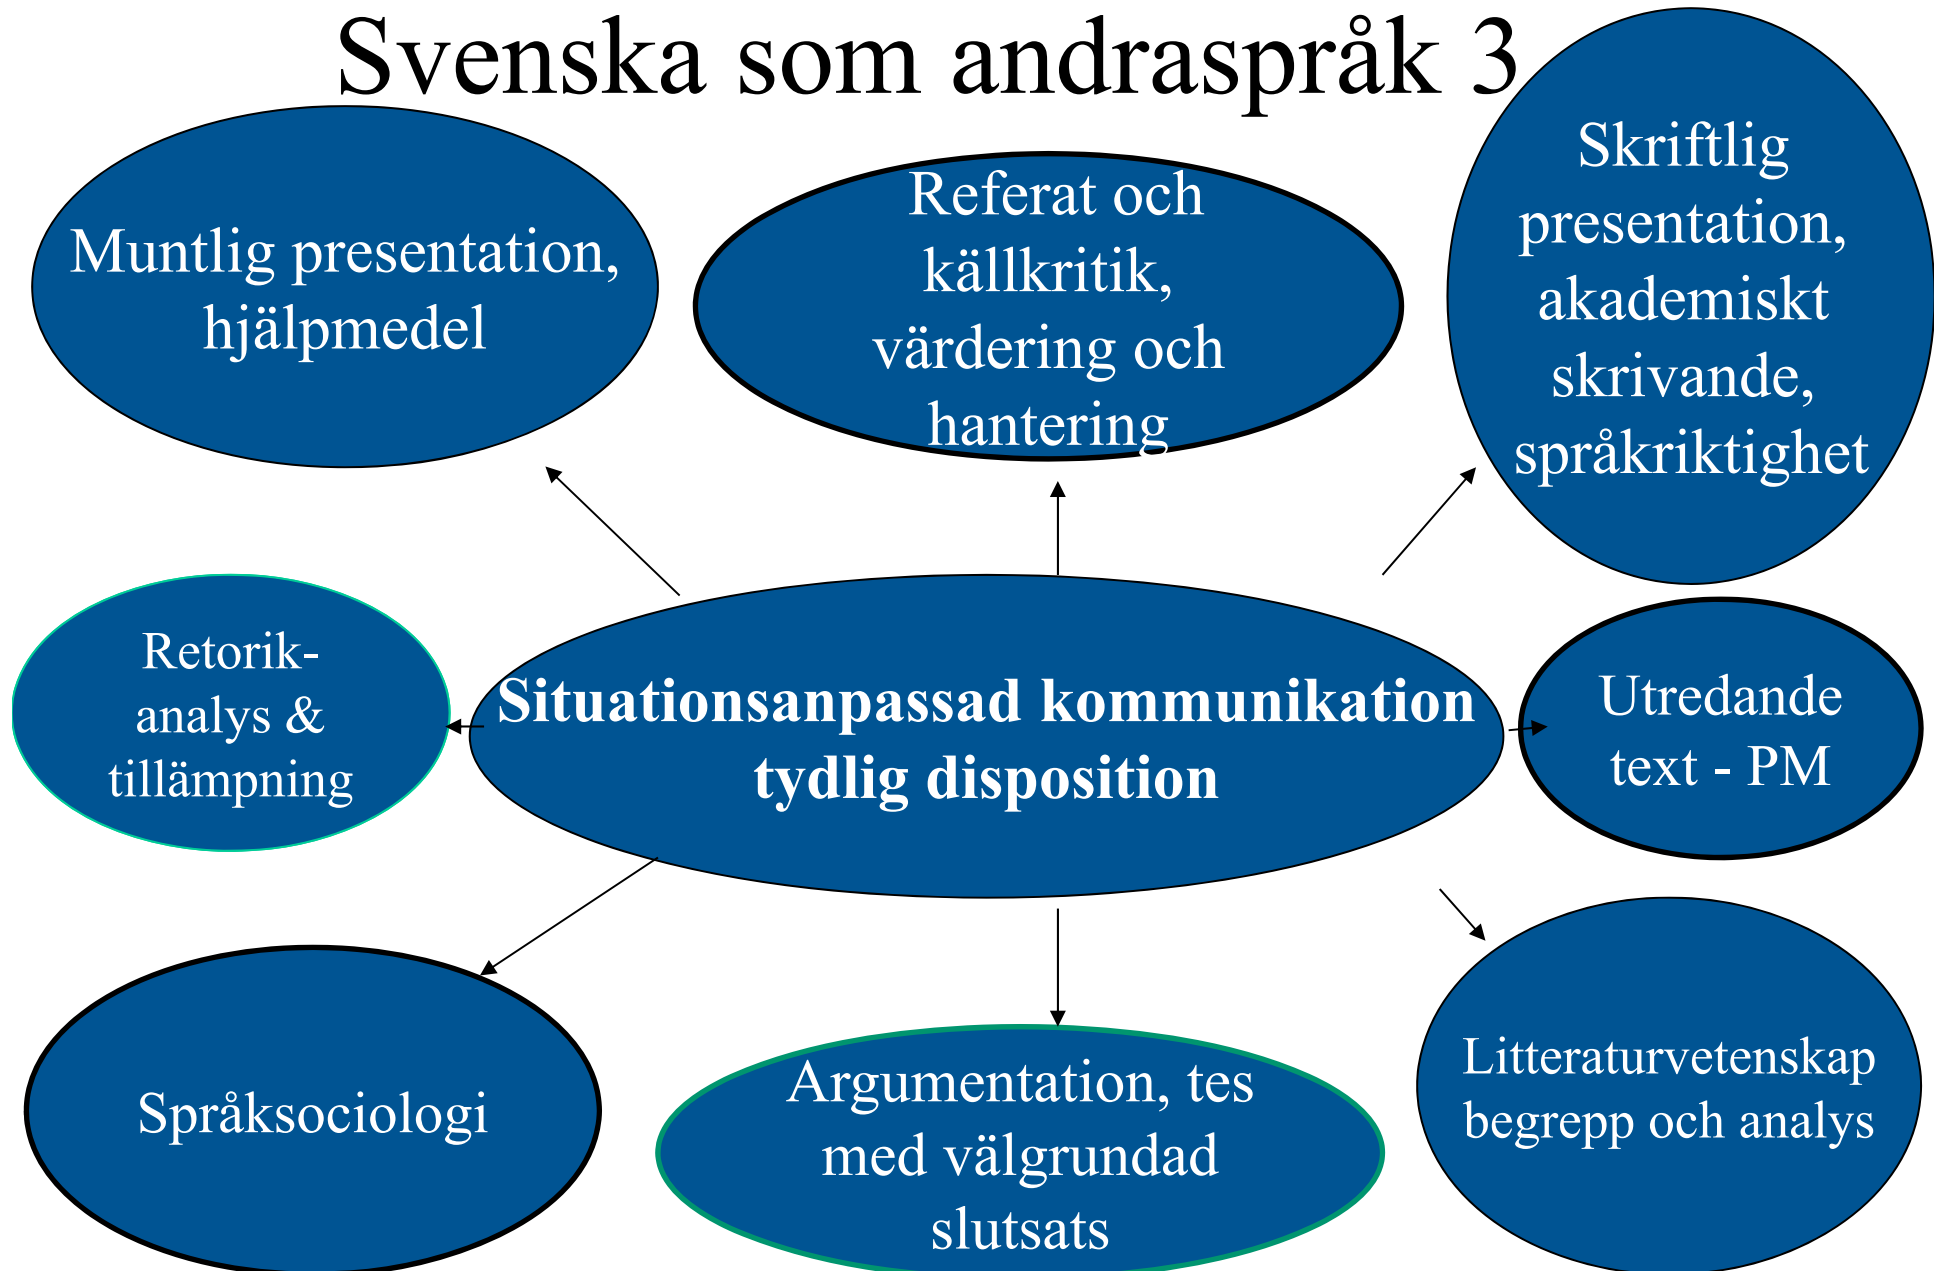 Svenska som andraspråk 3
Muntlig presentation,
hjälpmedel
Referat och
källkritik,
värdering och
hantering
Skriftlig
presentation,
akademiskt
skrivande,
språkriktighet
Retorik-
analys &
tillämpning
Situationsanpassad kommunikation
tydlig disposition
Utredande
text - PM
Språksociologi
Argumentation, tes
med välgrundad
slutsats
Litteraturvetenskap
begrepp och analys